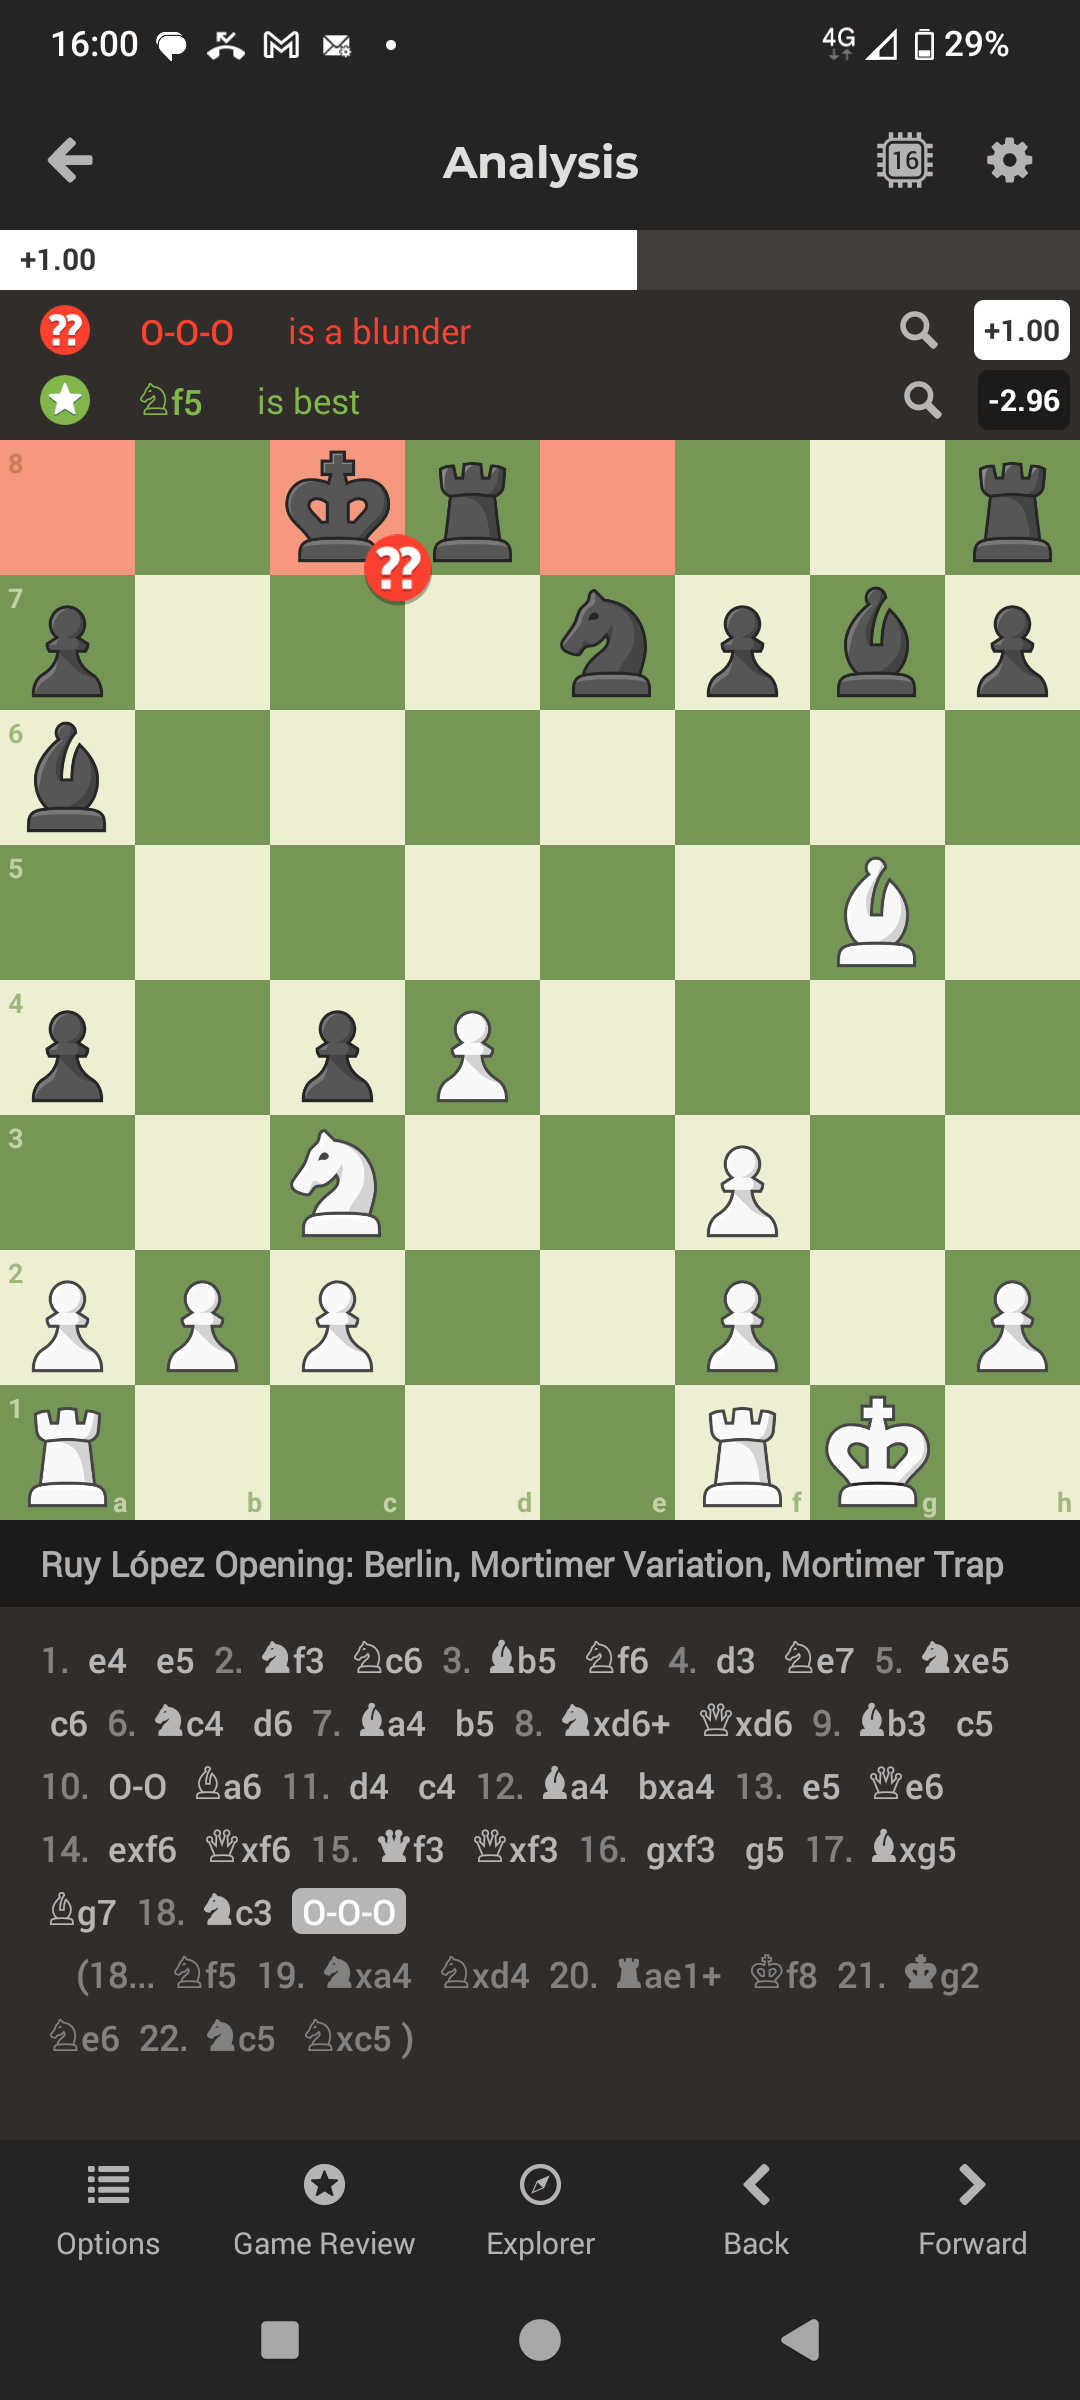 16:00 4G 29%
Analysis 16
+1.00
?? O-O-O is a blunder +1.00
♘f5 is best -2.96
8
??
7
6
5
4
3
2
1 a b c d e f g h
Ruy López Opening: Berlin, Mortimer Variation, Mortimer Trap
1. e4 e5 2. ♞f3 ♘c6 3. ♝b5 ♘f6 4. d3 ♘e7 5. ♞xe5
c6 6. ♞c4 d6 7. ♝a4 b5 8. ♞xd6+ ♕xd6 9. ♝b3 c5
10. O-O ♗a6 11. d4 c4 12. ♝a4 bxa4 13. e5 ♕e6
14. exf6 ♕xf6 15. ♛f3 ♕xf3 16. gxf3 g5 17. ♝xg5
♗g7 18. ♞c3 O-O-O
(18... ♘f5 19. ♞xa4 ♘xd4 20. ♜ae1+ ♔f8 21. ♚g2
♘e6 22. ♞c5 ♘xc5 )
Options Game Review Explorer Back Forward